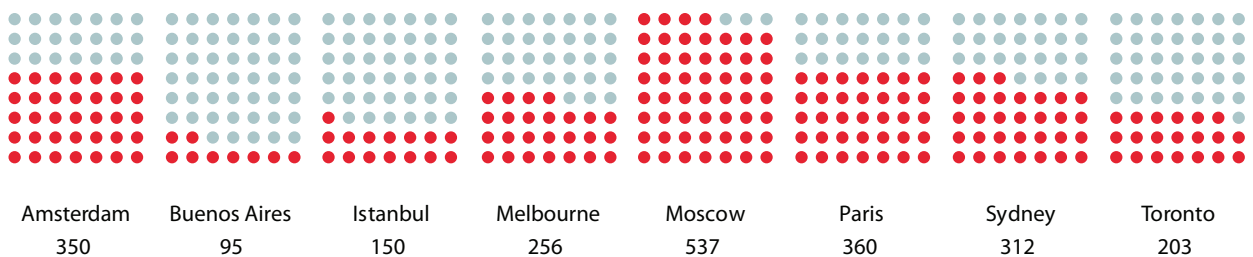 Amsterdam Buenos Aires Istanbul Melbourne Moscow Paris Sydney Toronto
350 95 150 256 537 360 312 203